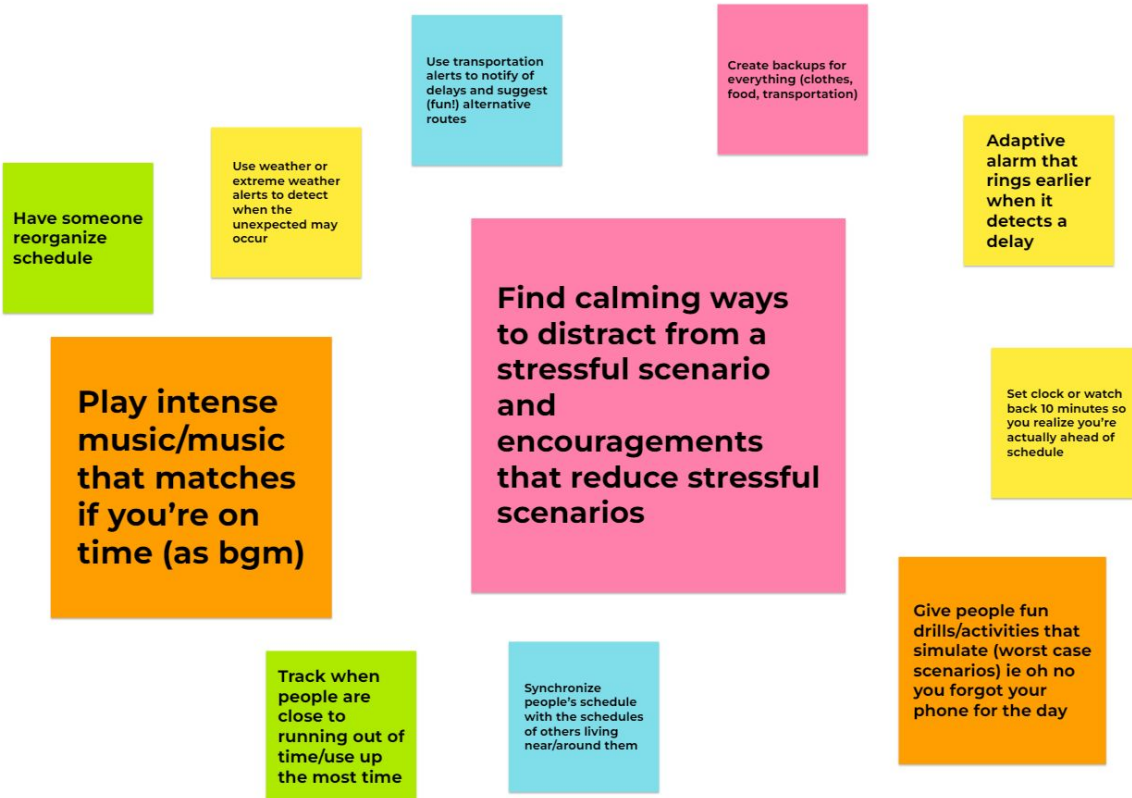 Use transportation
alerts to notify of
delays and suggest
(fun!) alternative
routes
Create backups for
everything (clothes,
food, transportation)
Adaptive
alarm that
rings earlier
when it
detects a
delay
Use weather or
extreme weather
alerts to detect
when the
unexpected may
occur
Have someone
reorganize
schedule
Find calming ways
to distract from a
stressful scenario
and
encouragements
that reduce stressful
scenarios
Play intense
music/music
that matches
if you’re on
time (as bgm)
Set clock or watch
back 10 minutes so
you realize you’re
actually ahead of
schedule
Give people fun
drills/activities that
simulate (worst case
scenarios) ie oh no
you forgot your
phone for the day
Track when
people are
close to
running out of
time/use up
the most time
Synchronize
people’s schedule
with the schedules
of others living
near/around them